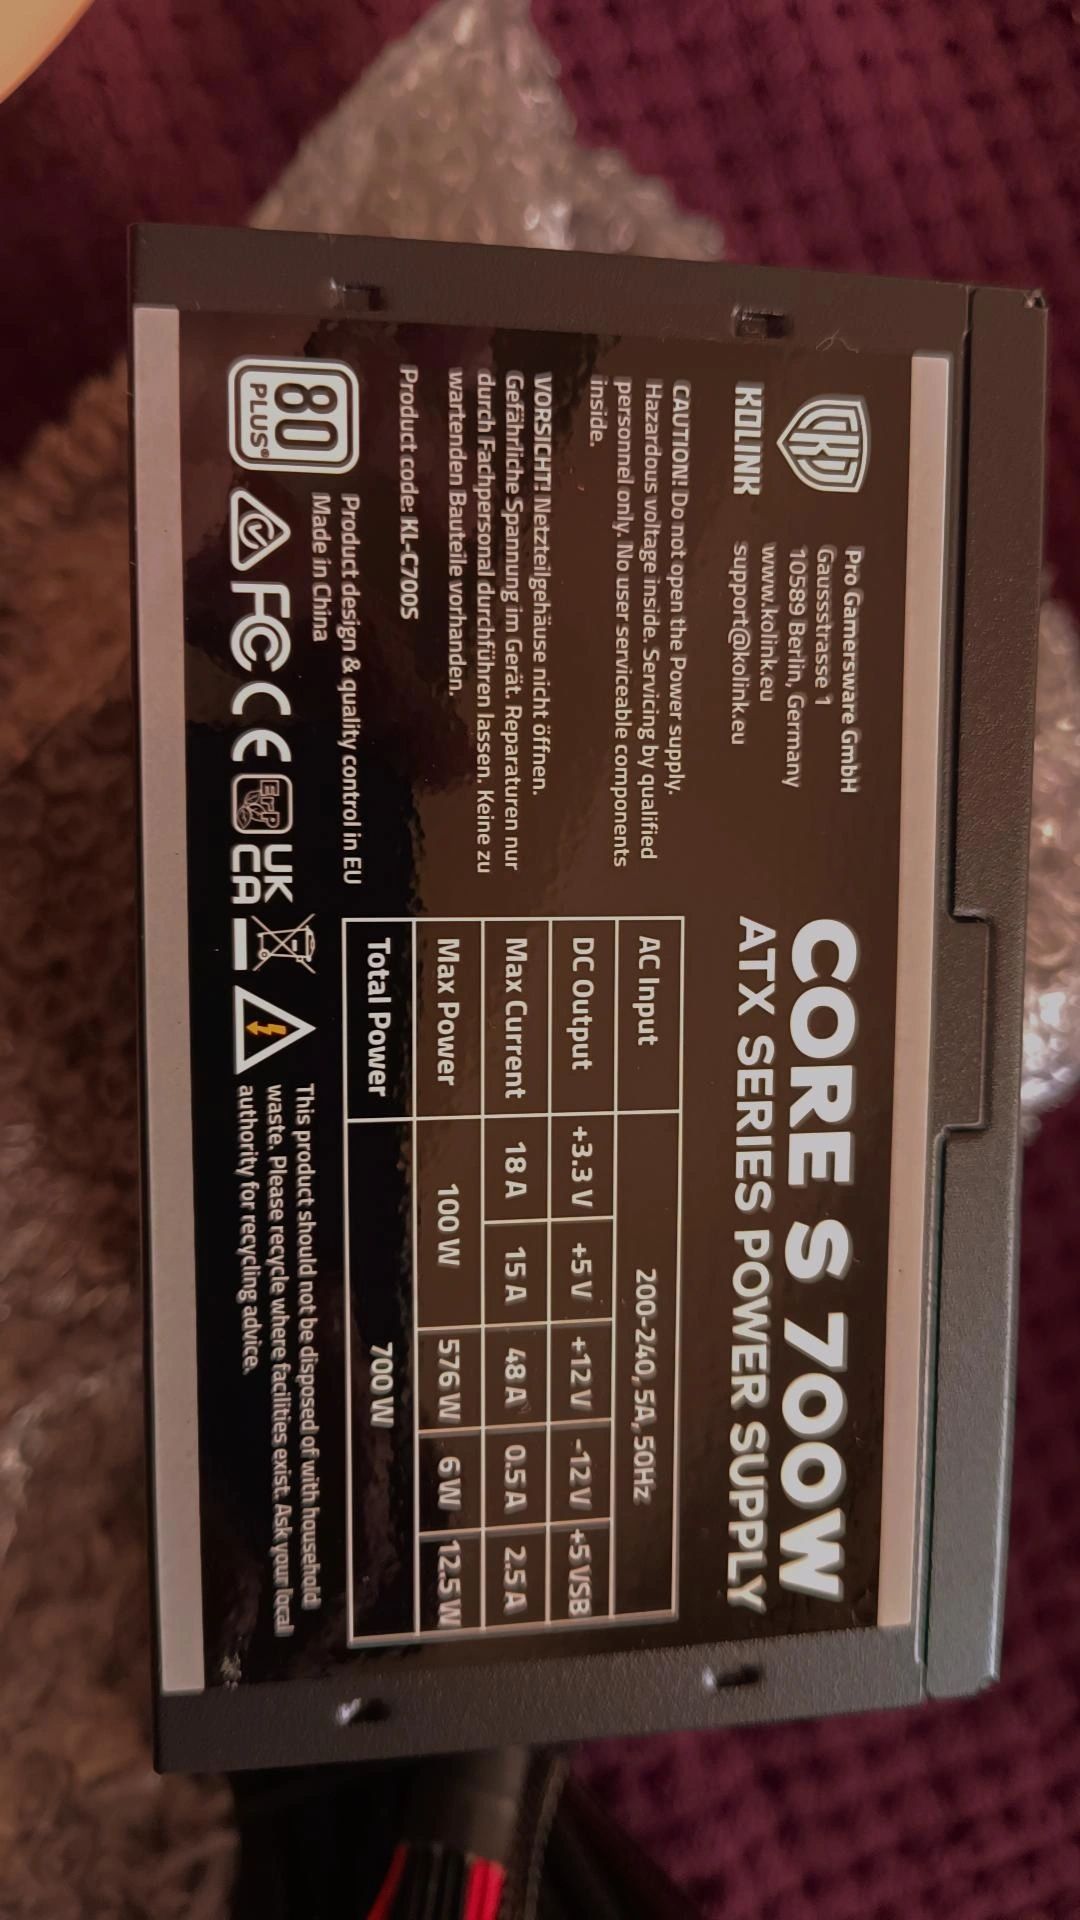 KOLINK
Pro Gamersware GmbH
Gaussstrasse 1
10589 Berlin, Germany
www.kolink.eu
support@kolink.eu
CORE S 700W
ATX SERIES POWER SUPPLY
CAUTION! Do not open the Power supply.
Hazardous voltage inside. Servicing by qualified
personnel only. No user serviceable components
inside.
VORSICHT! Netzteilgehäuse nicht öffnen.
Gefährliche Spannung im Gerät. Reparaturen nur
durch Fachpersonal durchführen lassen. Keine zu
wartenden Bauteile vorhanden.
Product code: KL-C700S
AC Input 200-240, 5A, 50Hz
DC Output +3.3 V +5 V +12 V -12 V +5 VSB
Max Current 18 A 15 A 48 A 0.5 A 2.5 A
Max Power 100 W 576 W 6 W 12.5 W
Total Power 700 W
80
PLUS®
Product design & quality control in EU
Made in China
FC CE ErP
UK
CA
This product should not be disposed of with household
waste. Please recycle where facilities exist. Ask your local
authority for recycling advice.